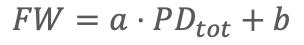 FW = a · PD_tot + b